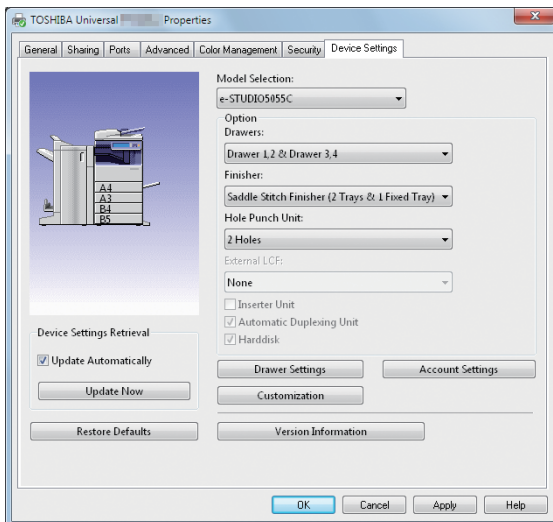 TOSHIBA Universal Properties
General Sharing Ports Advanced Color Management Security Device Settings
Model Selection:
e-STUDIO5055C
Option
Drawers:
Drawer 1,2 & Drawer 3,4
Finisher:
Saddle Stitch Finisher (2 Trays & 1 Fixed Tray)
Hole Punch Unit:
2 Holes
External LCF:
None
Inserter Unit
Automatic Duplexing Unit
Harddisk
A4
A3
B4
B5
Device Settings Retrieval
Update Automatically
Update Now
Drawer Settings Account Settings
Customization
Restore Defaults Version Information
OK Cancel Apply Help